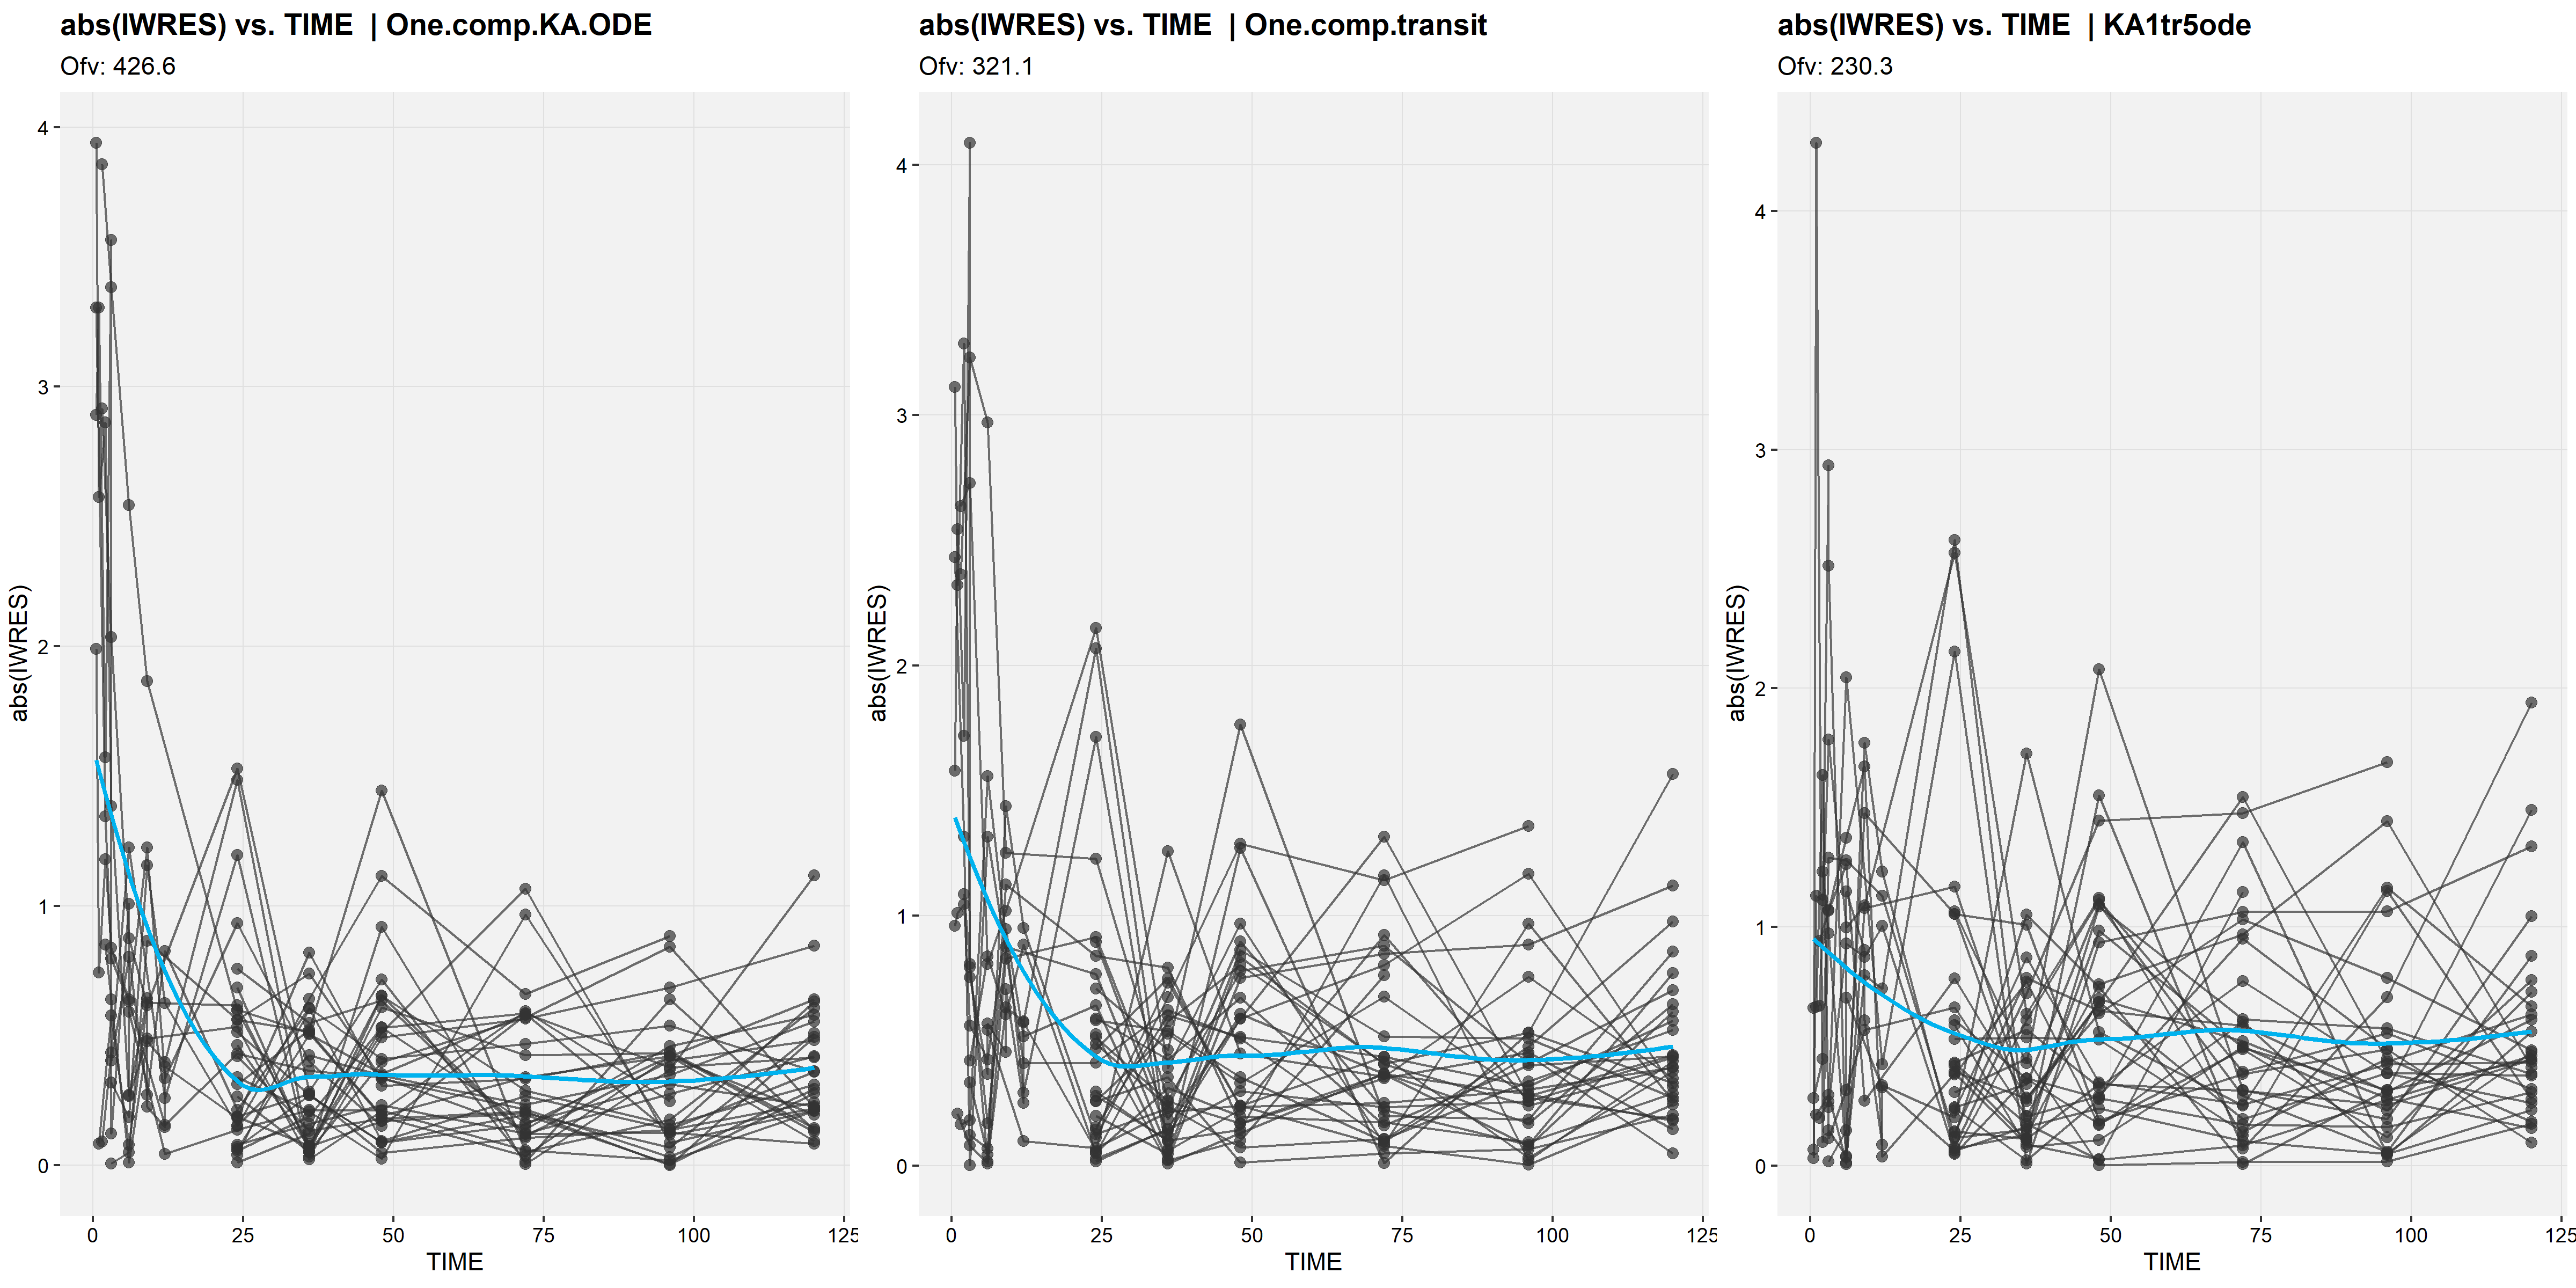 abs(IWRES) vs. TIME | One.comp.KA.ODE
Ofv: 426.6
4
3
2
1
0
abs(IWRES)
0 25 50 75 100 125
TIME
abs(IWRES) vs. TIME | One.comp.transit
Ofv: 321.1
4
3
2
1
0
abs(IWRES)
0 25 50 75 100 125
TIME
abs(IWRES) vs. TIME | KA1tr5ode
Ofv: 230.3
4
3
2
1
0
abs(IWRES)
0 25 50 75 100 125
TIME